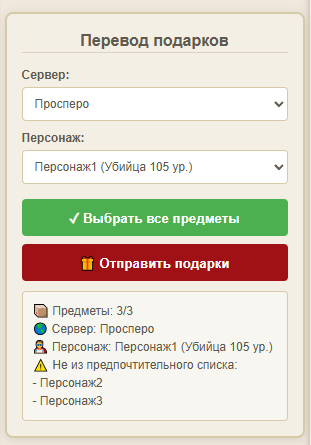 Перевод подарков
Сервер:
Просперо
Персонаж:
Персонаж1 (Убийца 105 ур.)
✓ Выбрать все предметы
🎁 Отправить подарки
📦 Предметы: 3/3
🌎 Сервер: Просперо
🧛 Персонаж: Персонаж1 (Убийца 105 ур.)
⚠️ Не из предпочтительного списка:
- Персонаж2
- Персонаж3